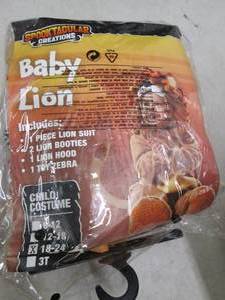 SPOOKTACULAR
CREATIONS
Baby
Lion
Includes:
1 PIECE LION SUIT
2 LION BOOTIES
1 LION HOOD
1 TOY ZEBRA
CHILD
COSTUME
12-18
X 18-24
3T